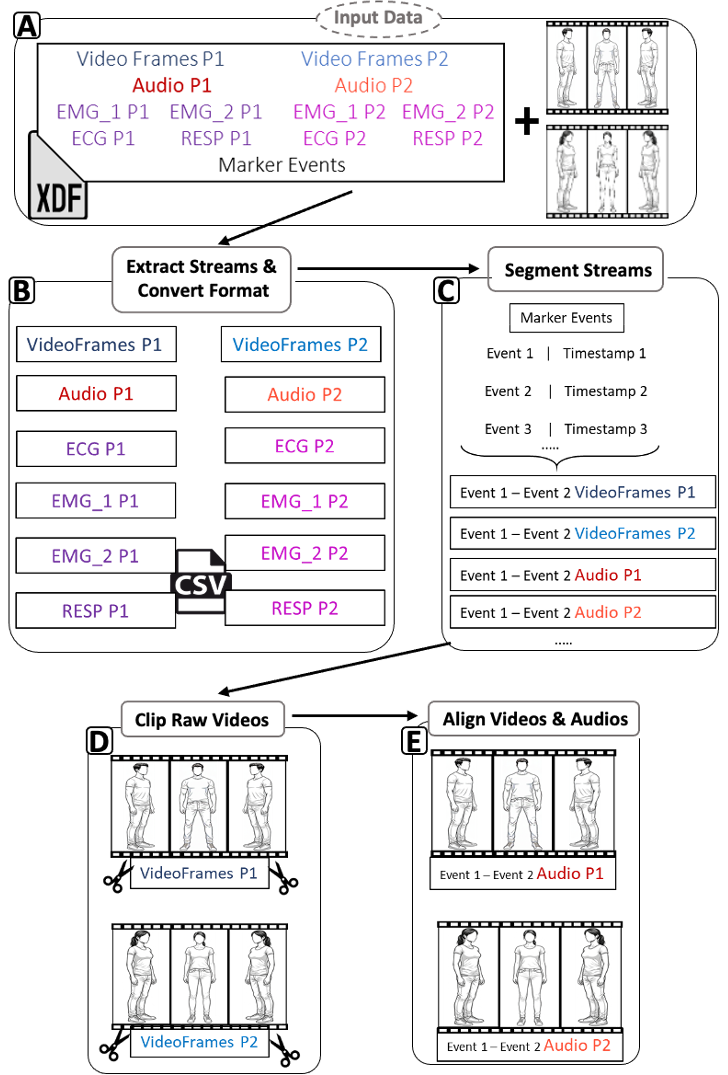 A
Input Data
Video Frames P1 Video Frames P2
Audio P1 Audio P2
EMG_1 P1 EMG_2 P1 EMG_1 P2 EMG_2 P2
ECG P1 RESP P1 ECG P2 RESP P2
Marker Events
+
XDF
B
Extract Streams &
Convert Format
VideoFrames P1 VideoFrames P2
Audio P1 Audio P2
ECG P1 ECG P2
EMG_1 P1 EMG_1 P2
EMG_2 P1 EMG_2 P2
CSV
RESP P1 RESP P2
C
Segment Streams
Marker Events
Event 1 | Timestamp 1
Event 2 | Timestamp 2
Event 3 | Timestamp 3
.....
Event 1 – Event 2 VideoFrames P1
Event 1 – Event 2 VideoFrames P2
Event 1 – Event 2 Audio P1
Event 1 – Event 2 Audio P2
.....
D
Clip Raw Videos
VideoFrames P1
VideoFrames P2
E
Align Videos & Audios
Event 1 – Event 2 Audio P1
Event 1 – Event 2 Audio P2